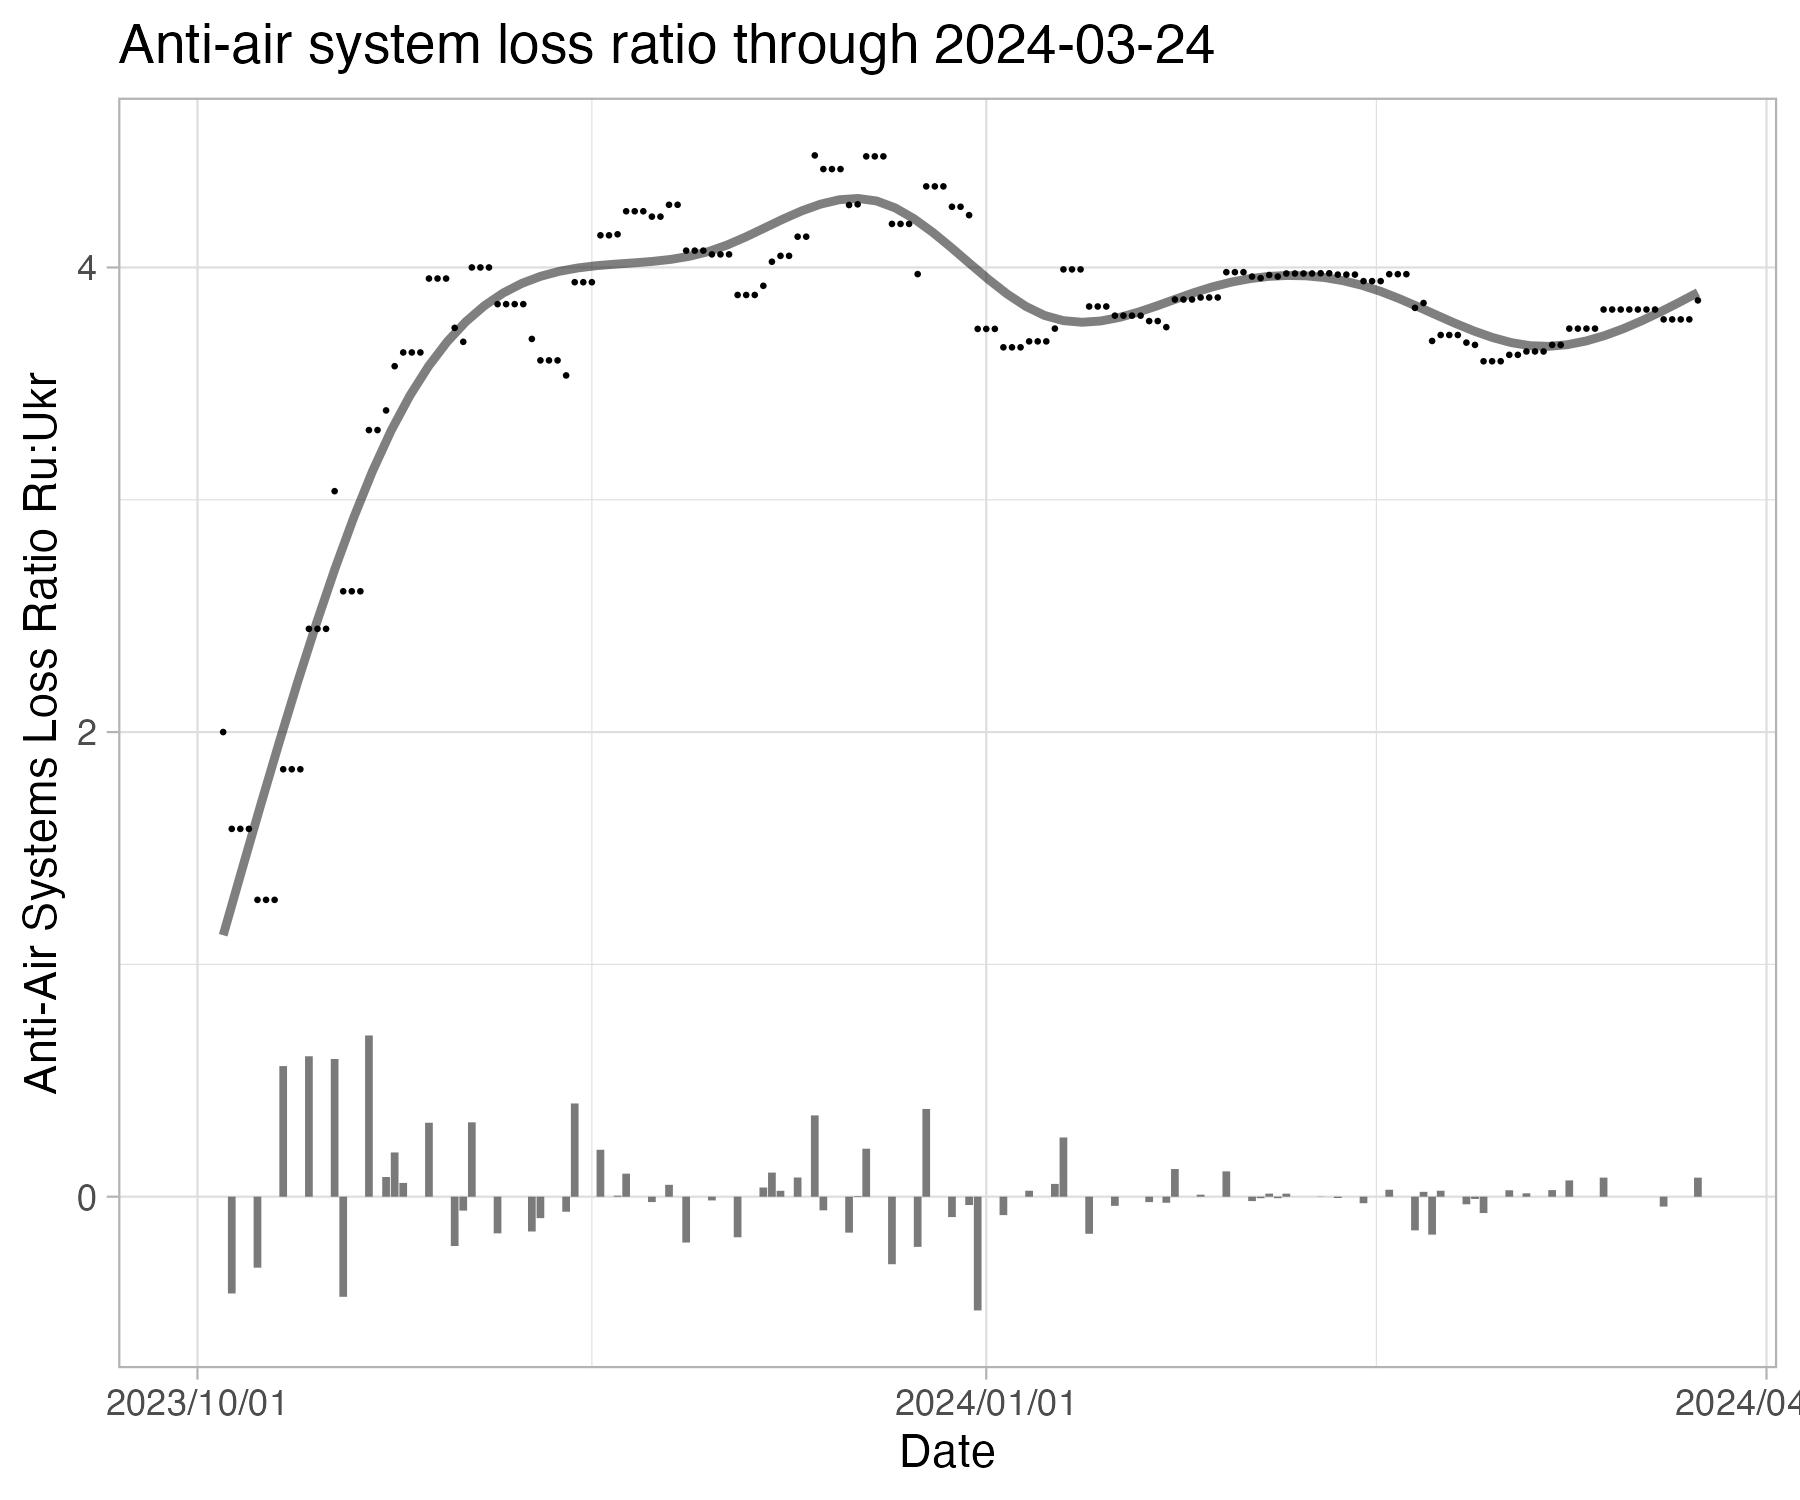 Anti-air system loss ratio through 2024-03-24
Anti-Air Systems Loss Ratio Ru:Ukr
4
2
0
2023/10/01
2024/01/01
2024/04
Date